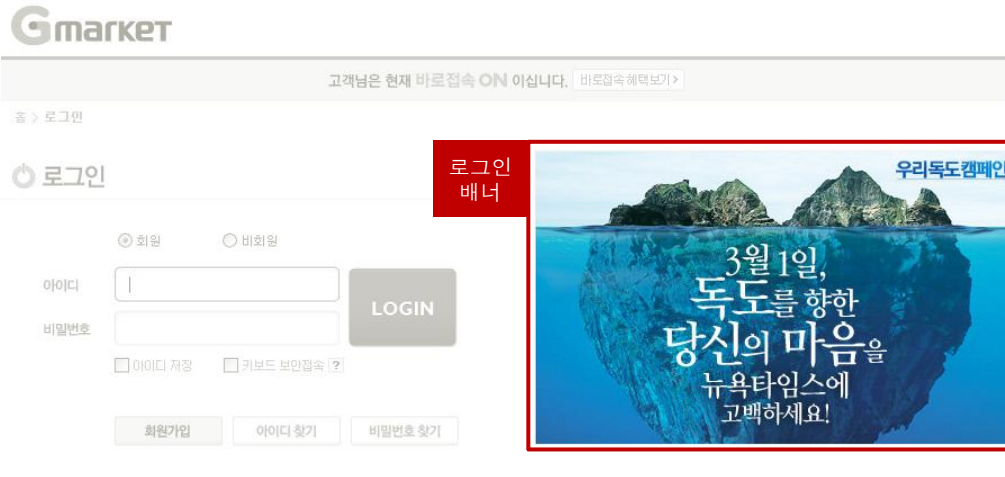 Gmarket
고객님은 현재 바로접속 ON 이십니다. 바로접속혜택보기 >
홈 > 로그인
로그인
로그인
배너
우리독도캠페인
회원 비회원
아이디
LOGIN
비밀번호
아이디 저장 키보드 보안접속 ?
회원가입 아이디 찾기 비밀번호 찾기
3월 1일,
독도를 향한
당신의 마음을
뉴욕타임스에
고백하세요!